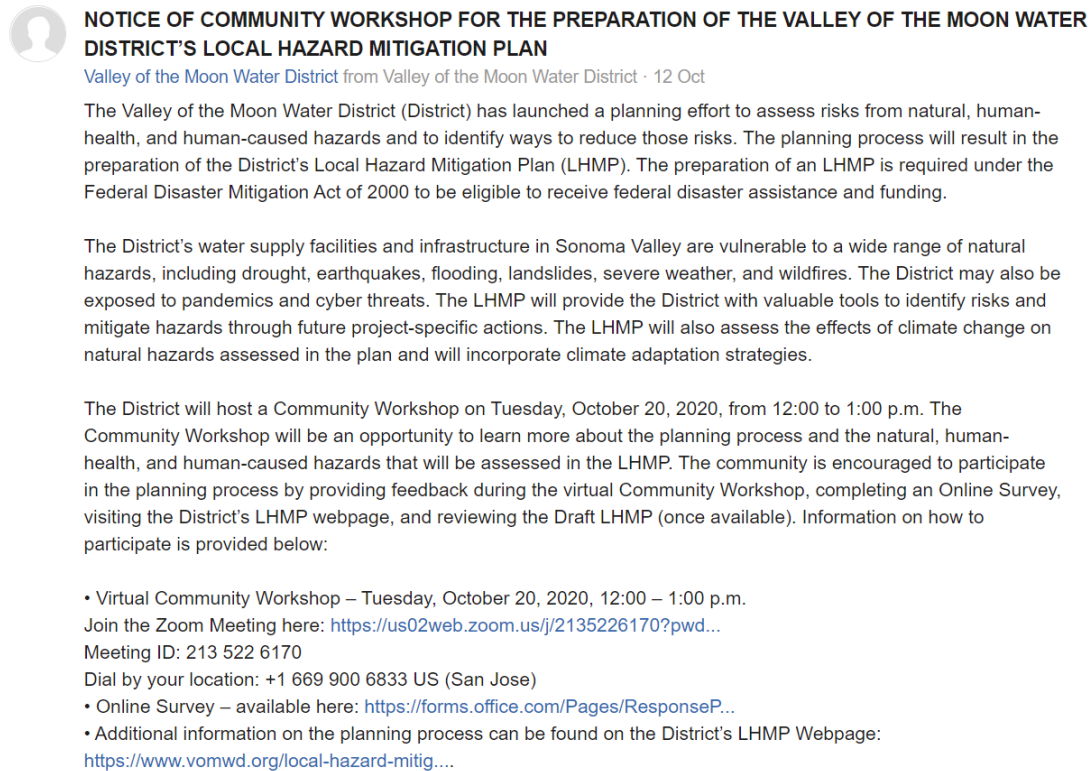 NOTICE OF COMMUNITY WORKSHOP FOR THE PREPARATION OF THE VALLEY OF THE MOON WATER
DISTRICT’S LOCAL HAZARD MITIGATION PLAN
Valley of the Moon Water District from Valley of the Moon Water District · 12 Oct
The Valley of the Moon Water District (District) has launched a planning effort to assess risks from natural, human-
health, and human-caused hazards and to identify ways to reduce those risks. The planning process will result in the
preparation of the District’s Local Hazard Mitigation Plan (LHMP). The preparation of an LHMP is required under the
Federal Disaster Mitigation Act of 2000 to be eligible to receive federal disaster assistance and funding.
The District’s water supply facilities and infrastructure in Sonoma Valley are vulnerable to a wide range of natural
hazards, including drought, earthquakes, flooding, landslides, severe weather, and wildfires. The District may also be
exposed to pandemics and cyber threats. The LHMP will provide the District with valuable tools to identify risks and
mitigate hazards through future project-specific actions. The LHMP will also assess the effects of climate change on
natural hazards assessed in the plan and will incorporate climate adaptation strategies.
The District will host a Community Workshop on Tuesday, October 20, 2020, from 12:00 to 1:00 p.m. The
Community Workshop will be an opportunity to learn more about the planning process and the natural, human-
health, and human-caused hazards that will be assessed in the LHMP. The community is encouraged to participate
in the planning process by providing feedback during the virtual Community Workshop, completing an Online Survey,
visiting the District’s LHMP webpage, and reviewing the Draft LHMP (once available). Information on how to
participate is provided below:
• Virtual Community Workshop – Tuesday, October 20, 2020, 12:00 – 1:00 p.m.
Join the Zoom Meeting here: https://us02web.zoom.us/j/2135226170?pwd...
Meeting ID: 213 522 6170
Dial by your location: +1 669 900 6833 US (San Jose)
• Online Survey – available here: https://forms.office.com/Pages/ResponseP...
• Additional information on the planning process can be found on the District’s LHMP Webpage:
https://www.vomwd.org/local-hazard-mitig....